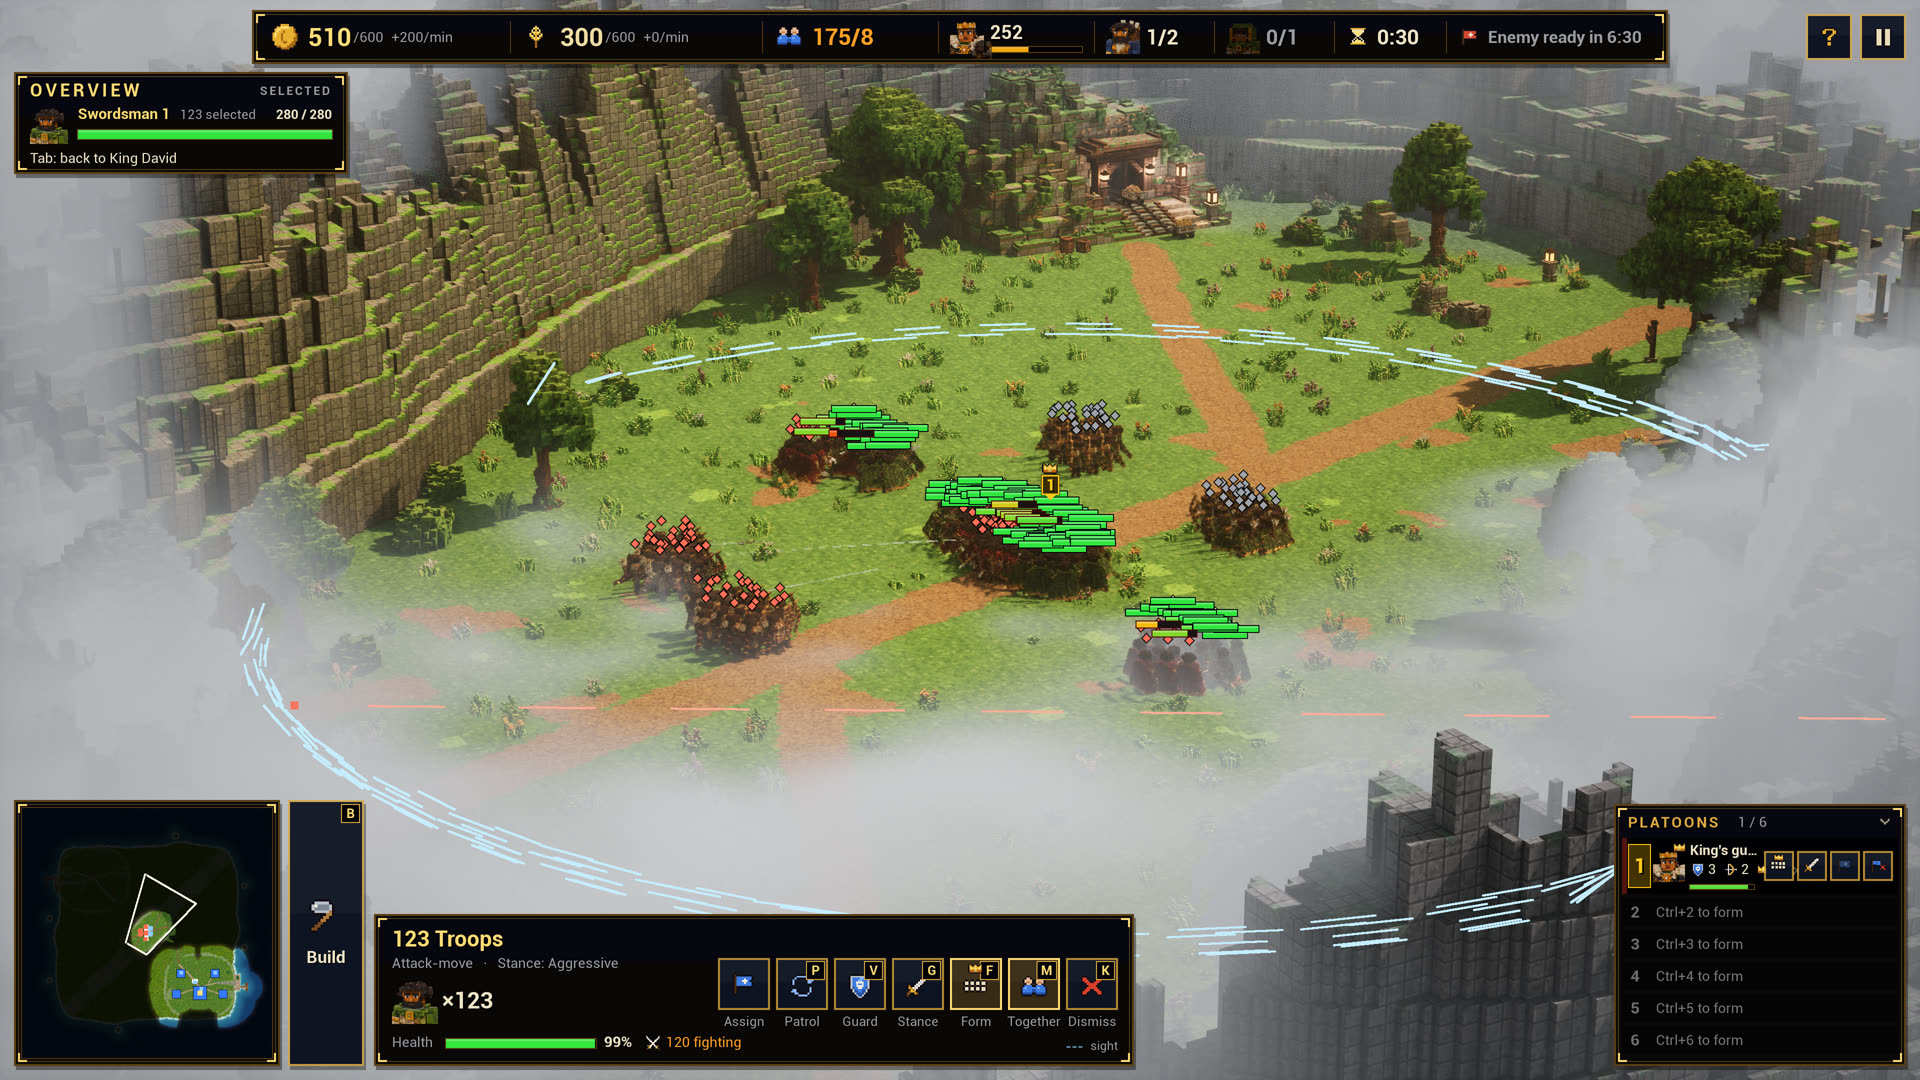 510 /600 +200/min
300 /600 +0/min
175/8
252
1/2
0/1
0:30
Enemy ready in 6:30
?
OVERVIEW SELECTED
Swordsman 1 123 selected 280 / 280
Tab: back to King David
1
B
Build
123 Troops
Attack-move · Stance: Aggressive
×123
P V G F M K
Assign Patrol Guard Stance Form Together Dismiss
Health 99% 120 fighting
--- sight
PLATOONS 1 / 6
1 King's gu...
3 2
2 Ctrl+2 to form
3 Ctrl+3 to form
4 Ctrl+4 to form
5 Ctrl+5 to form
6 Ctrl+6 to form